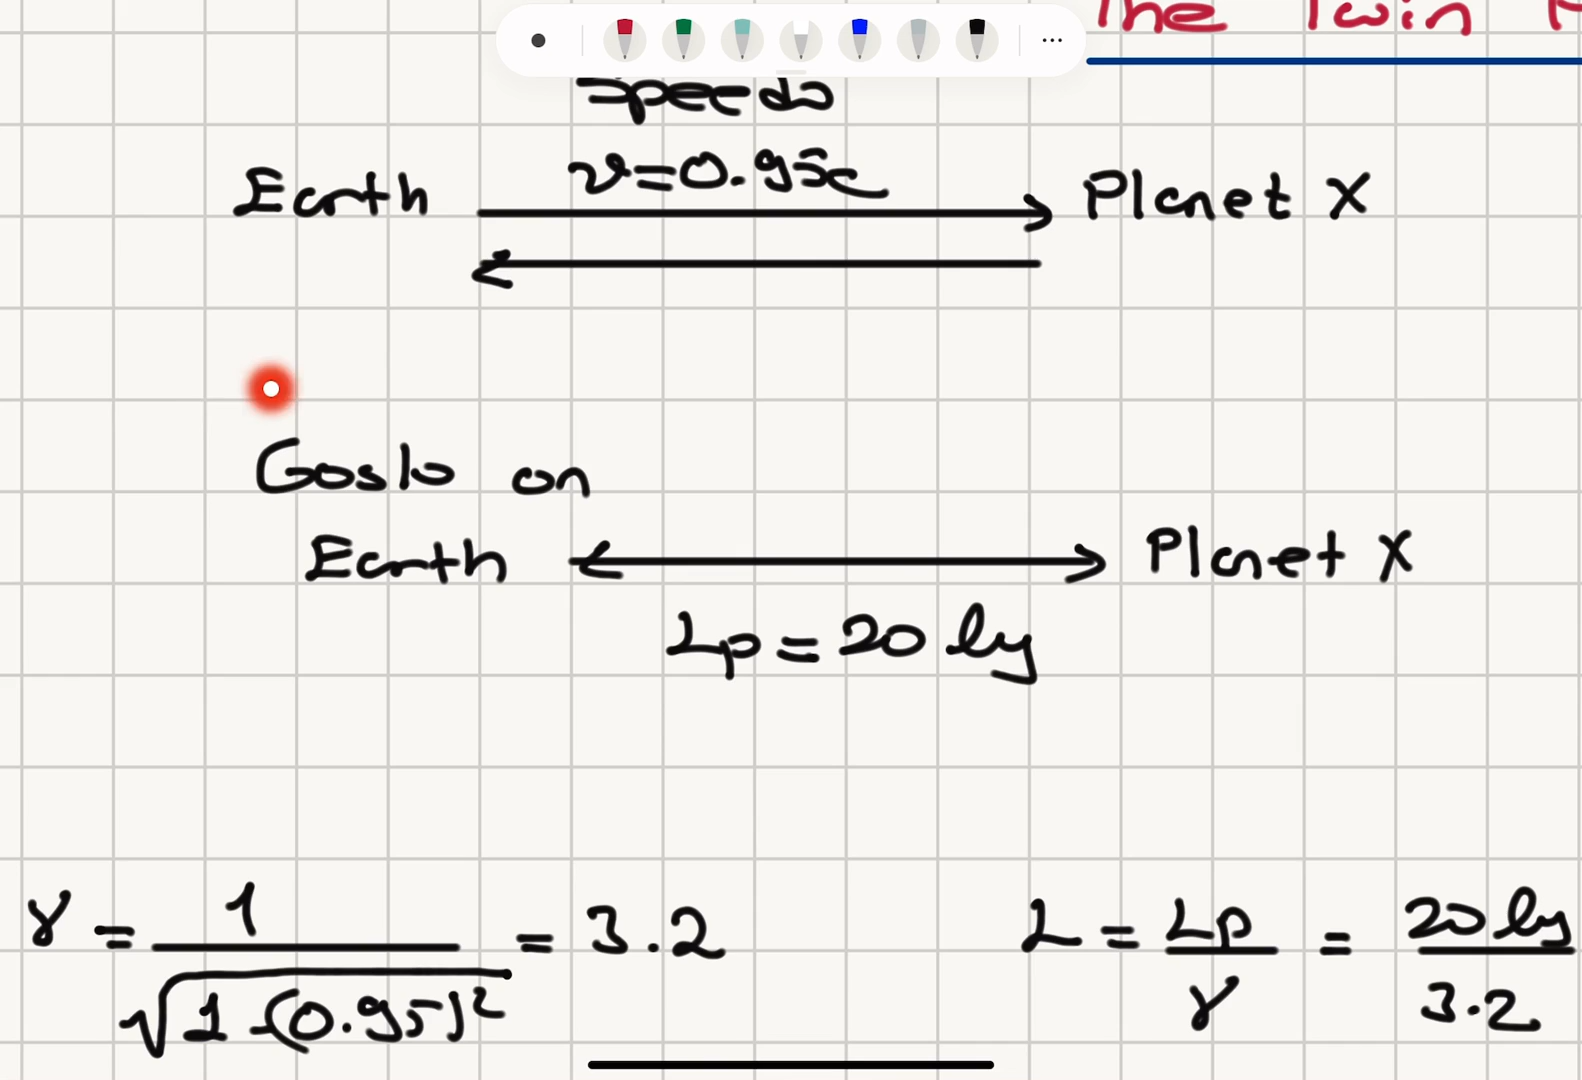 The Twin
Speedo
v=0.95c
Earth Planet X
Goslo on
Earth Planet X
Lp = 20 ly
γ = 1 / √1-(0.95)² = 3.2
L = Lp / γ = 20 ly / 3.2